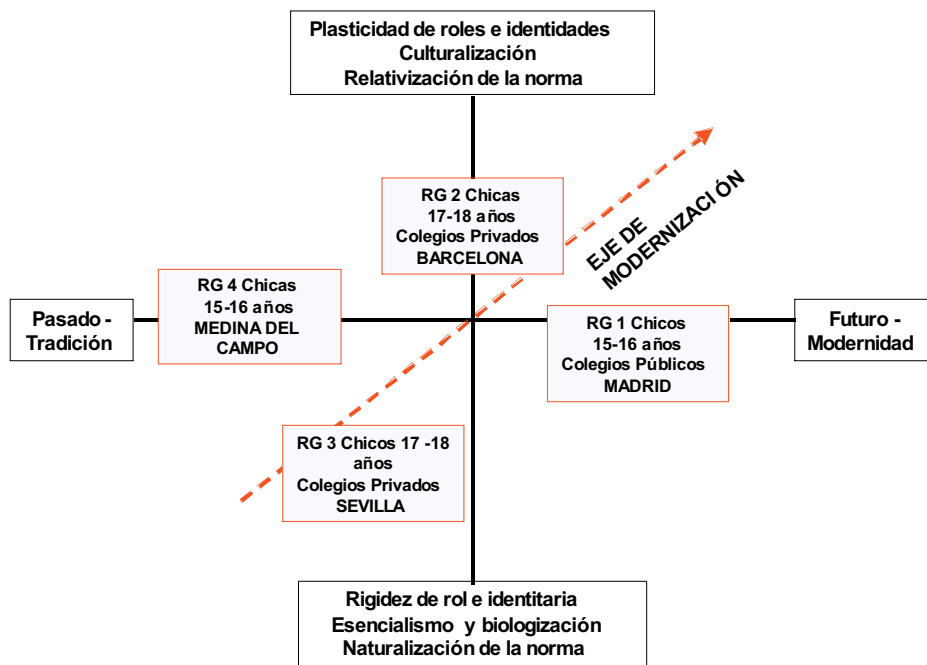 Plasticidad de roles e identidades
Culturalización
Relativización de la norma
EJE DE
MODERNIZACI ÓN
RG 2 Chicas
17-18 años
Colegios Privados
BARCELONA
RG 4 Chicas
15-16 años
MEDINA DEL
CAMPO
Pasado -
Tradición
RG 1 Chicos
15-16 años
Colegios Públicos
MADRID
Futuro -
Modernidad
RG 3 Chicos 17 -18
años
Colegios Privados
SEVILLA
Rigidez de rol e identitaria
Esencialismo y biologización
Naturalización de la norma